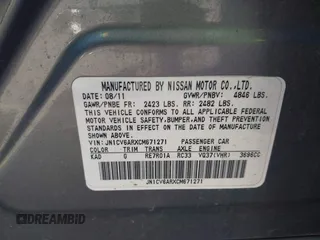 MANUFACTURED BY NISSAN MOTOR CO.,LTD.
DATE: 08/11 GVWR/PNBV: 4846 LBS.
GAWR/PNBE FR: 2423 LBS. RR: 2482 LBS.
THIS VEHICLE CONFORMS TO ALL APPLICABLE FEDERAL
MOTOR VEHICLE SAFETY,BUMPER,AND THEFT
PREVENTION STANDARDS IN EFFECT ON THE DATE OF
MANUFACTURE SHOWN ABOVE.
VIN: JN1CV6ARXCM671271 PASSENGER CAR
COLOR TRIM TRANS AXLE ENGINE
KAD G RE7R01A RC33 VQ37(VHR) 3696CC
JN1CV6ARXCM671271
DREAMBID